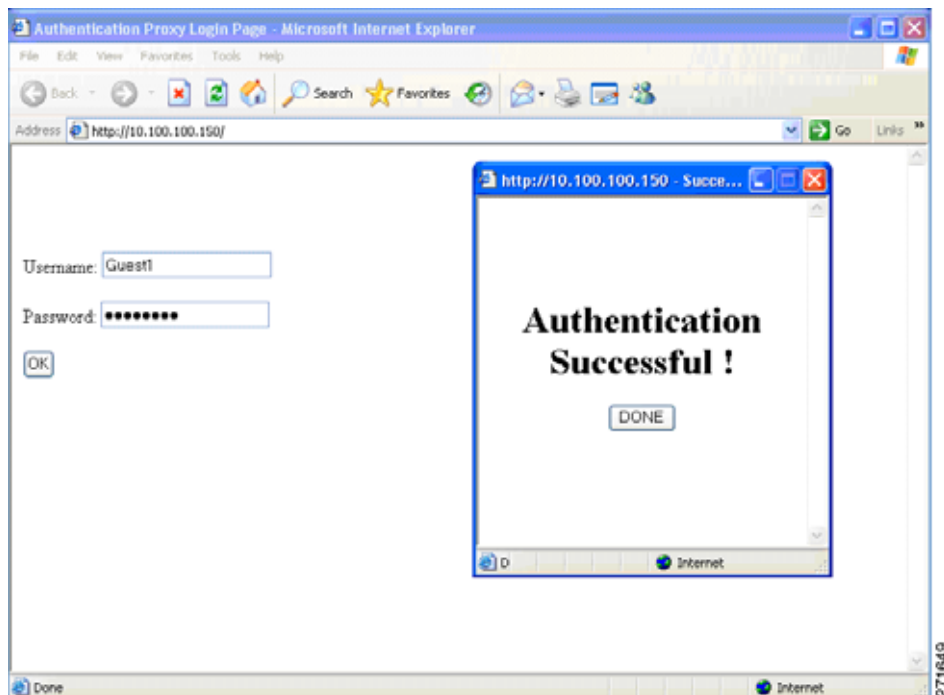 Authentication Proxy Login Page - Microsoft Internet Explorer
File Edit View Favorites Tools Help
Back Search Favorites
Address http://10.100.100.150/ Go Links »
http://10.100.100.150 - Succe...
Username: Guest1
Password: ••••••••
OK
Authentication
Successful !
DONE
D Internet
Done Internet
271649